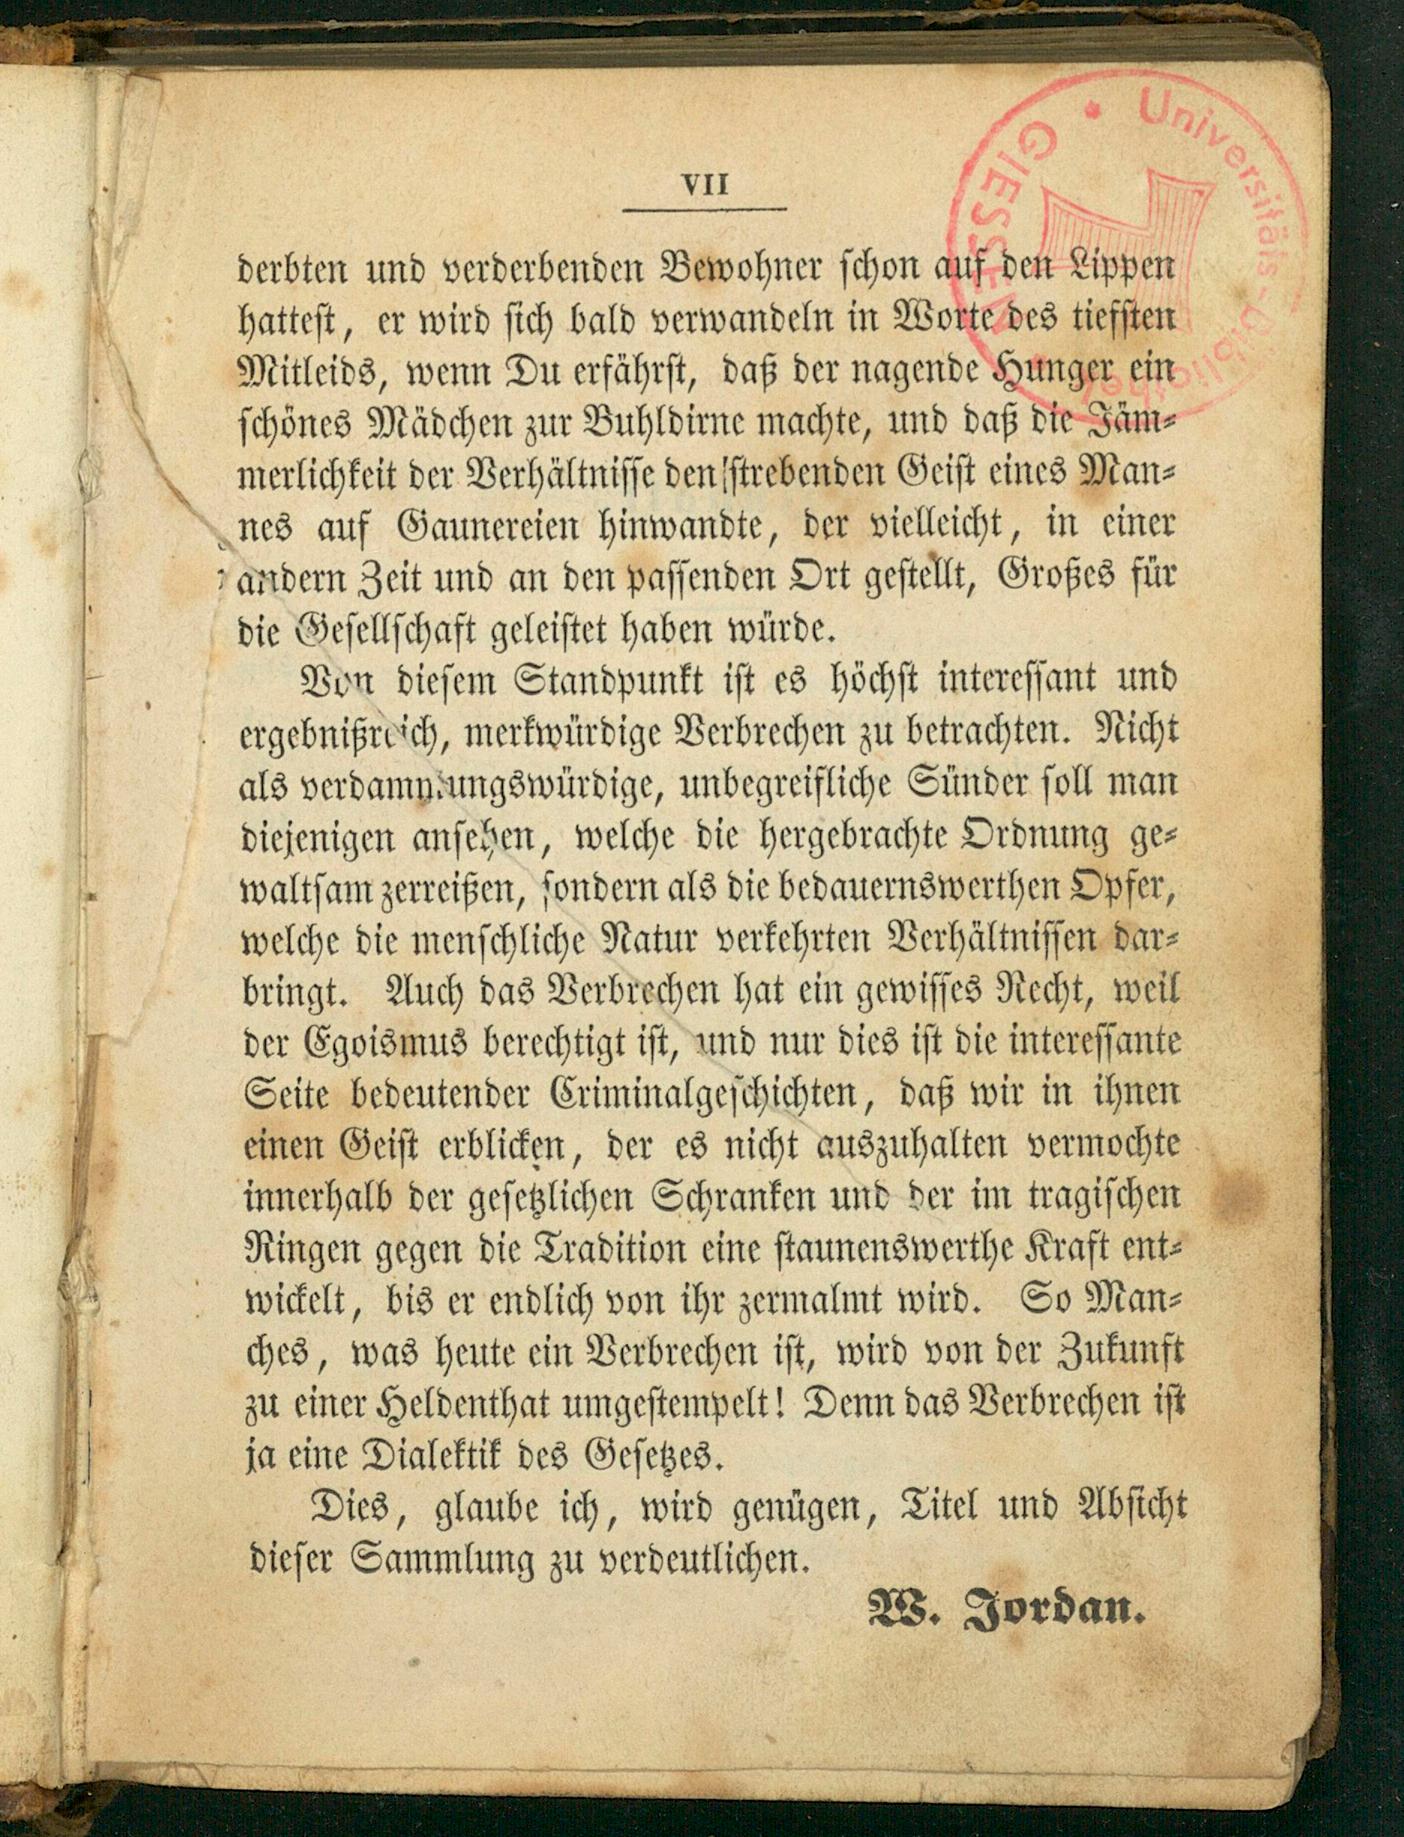 VII
derbten und verderbenden Bewohner schon auf den Lippen
hattest, er wird sich bald verwandeln in Worte des tiefsten
Mitleids, wenn Du erfährst, daß der nagende Hunger ein
schönes Mädchen zur Buhldirne machte, und daß die Jäm-
merlichkeit der Verhältnisse den strebenden Geist eines Man-
nes auf Gaunereien hinwandte, der vielleicht, in einer
andern Zeit und an den passenden Ort gestellt, Großes für
die Gesellschaft geleistet haben würde.
Von diesem Standpunkt ist es höchst interessant und
ergebnißreich, merkwürdige Verbrechen zu betrachten. Nicht
als verdammungswürdige, unbegreifliche Sünder soll man
diejenigen ansehen, welche die hergebrachte Ordnung ge-
waltsam zerreißen, sondern als die bedauernswerthen Opfer,
welche die menschliche Natur verkehrten Verhältnissen dar-
bringt. Auch das Verbrechen hat ein gewisses Recht, weil
der Egoismus berechtigt ist, und nur dies ist die interessante
Seite bedeutender Criminalgeschichten, daß wir in ihnen
einen Geist erblicken, der es nicht auszuhalten vermochte
innerhalb der gesetzlichen Schranken und der im tragischen
Ringen gegen die Tradition eine staunenswerthe Kraft ent-
wickelt, bis er endlich von ihr zermalmt wird. So Man-
ches, was heute ein Verbrechen ist, wird von der Zukunft
zu einer Heldenthat umgestempelt! Denn das Verbrechen ist
ja eine Dialektik des Gesetzes.
Dies, glaube ich, wird genügen, Titel und Absicht
dieser Sammlung zu verdeutlichen.
W. Jordan.
Universitäts-Bibliothek
GIESSEN